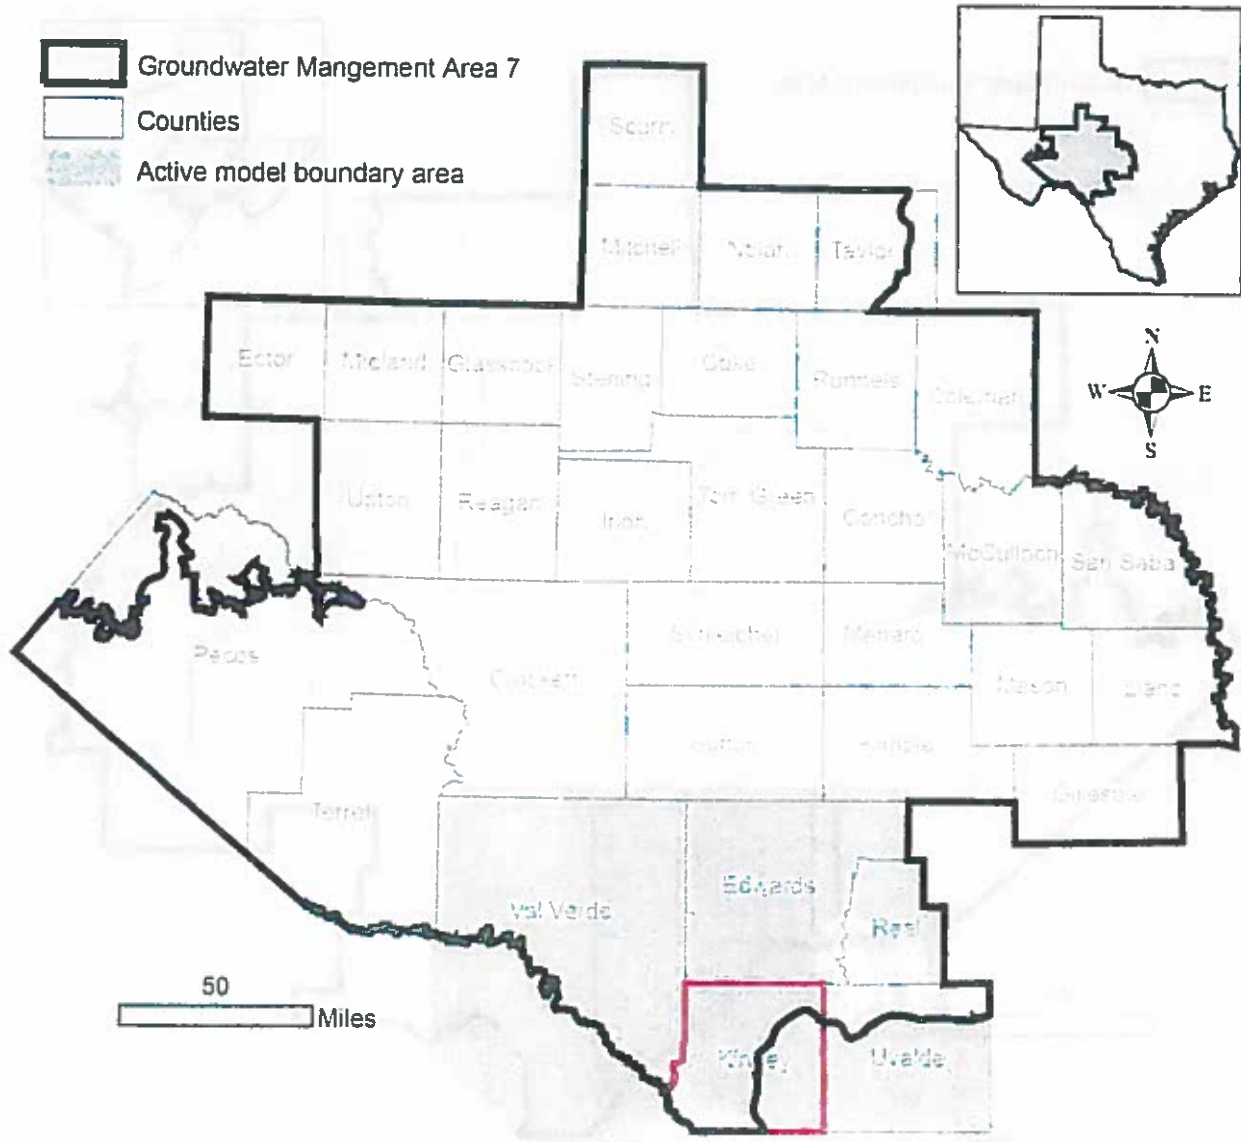 Groundwater Mangement Area 7
Counties
Active model boundary area
Scurry
Mitchell Nolan Taylor
N
W E
S
Ector Midland Glasscock Sterling Coke Runnels Coleman
Upton Reagan Irion Tom Green Concho McCulloch San Saba
Pecos Crockett Schleicher Menard Mason Llano
Sutton Kimble
Terrell Gillespie
Val Verde Edwards Real
50
Miles
Kinney Uvalde